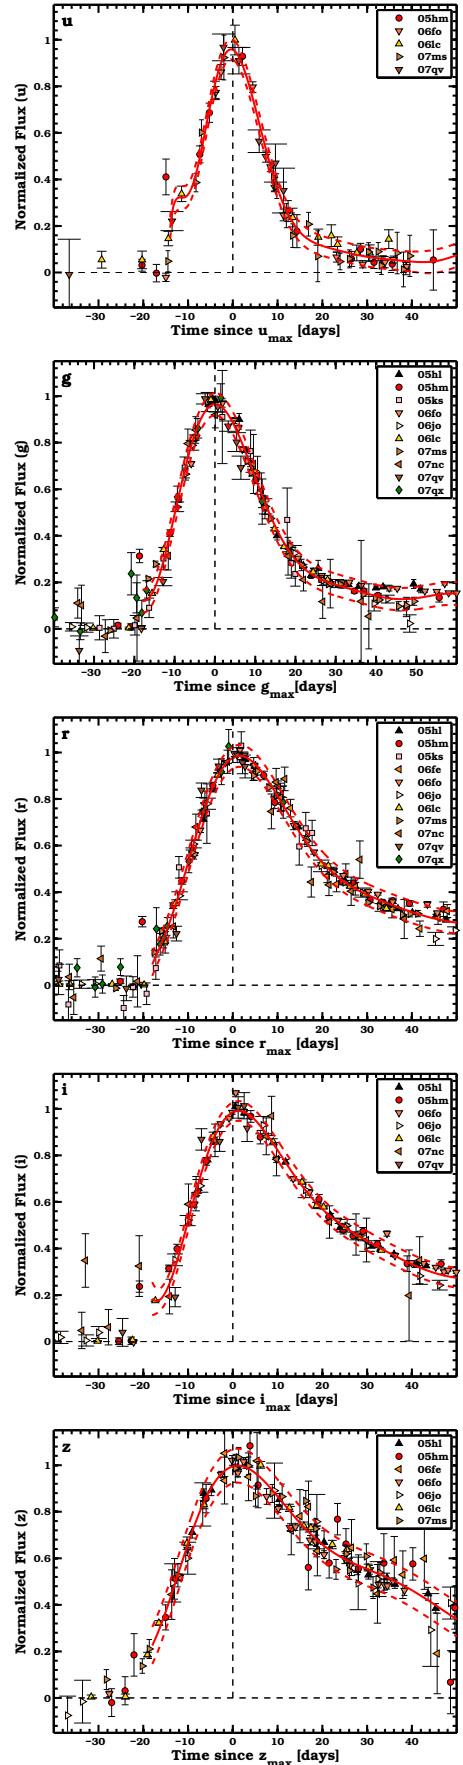 u
05hm
06fo
06lc
07ms
07qv
Normalized Flux (u)
1
0.8
0.6
0.4
0.2
0
−30 −20 −10 0 10 20 30 40
Time since u_max [days]
g
05hl
05hm
05ks
06fo
06jo
06lc
07ms
07nc
07qv
07qx
Normalized Flux (g)
1
0.8
0.6
0.4
0.2
0
−30 −20 −10 0 10 20 30 40 50
Time since g_max [days]
r
05hl
05hm
05ks
06fe
06fo
06jo
06lc
07ms
07nc
07qv
07qx
Normalized Flux (r)
1
0.8
0.6
0.4
0.2
0
−30 −20 −10 0 10 20 30 40
Time since r_max [days]
i
05hl
05hm
06fo
06jo
06lc
07nc
07qv
Normalized Flux (i)
1
0.8
0.6
0.4
0.2
0
−30 −20 −10 0 10 20 30 40
Time since i_max [days]
z
05hl
05hm
06fe
06fo
06jo
06lc
07ms
Normalized Flux (z)
1
0.8
0.6
0.4
0.2
0
−30 −20 −10 0 10 20 30 40
Time since z_max [days]